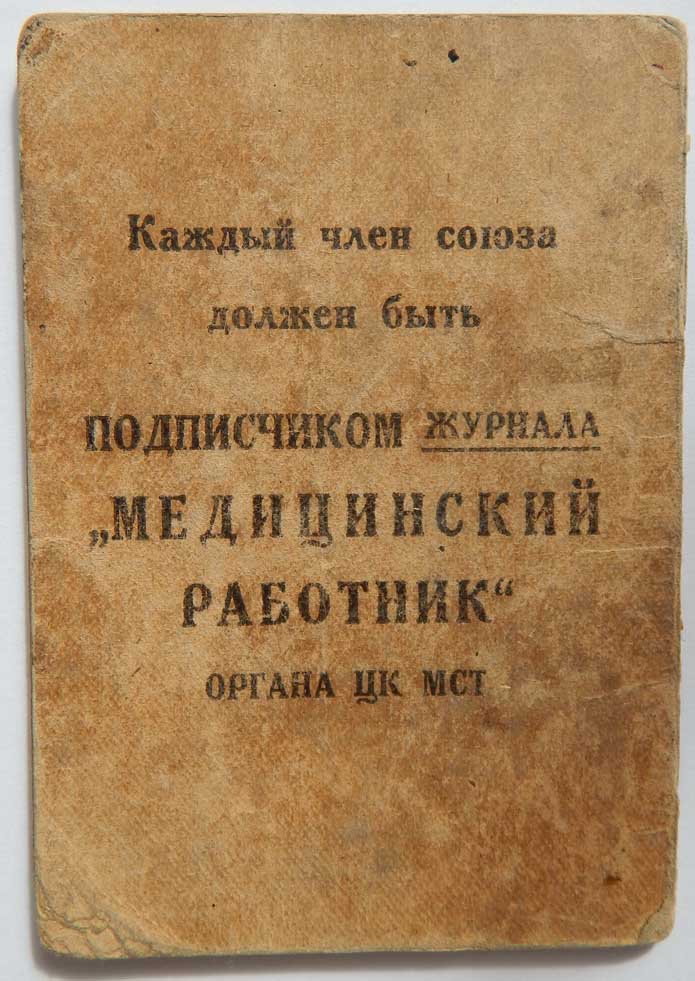 Каждый член союза
должен быть
ПОДПИСЧИКОМ ЖУРНАЛА
„МЕДИЦИНСКИЙ
РАБОТНИК“
ОРГАНА ЦК МСТ